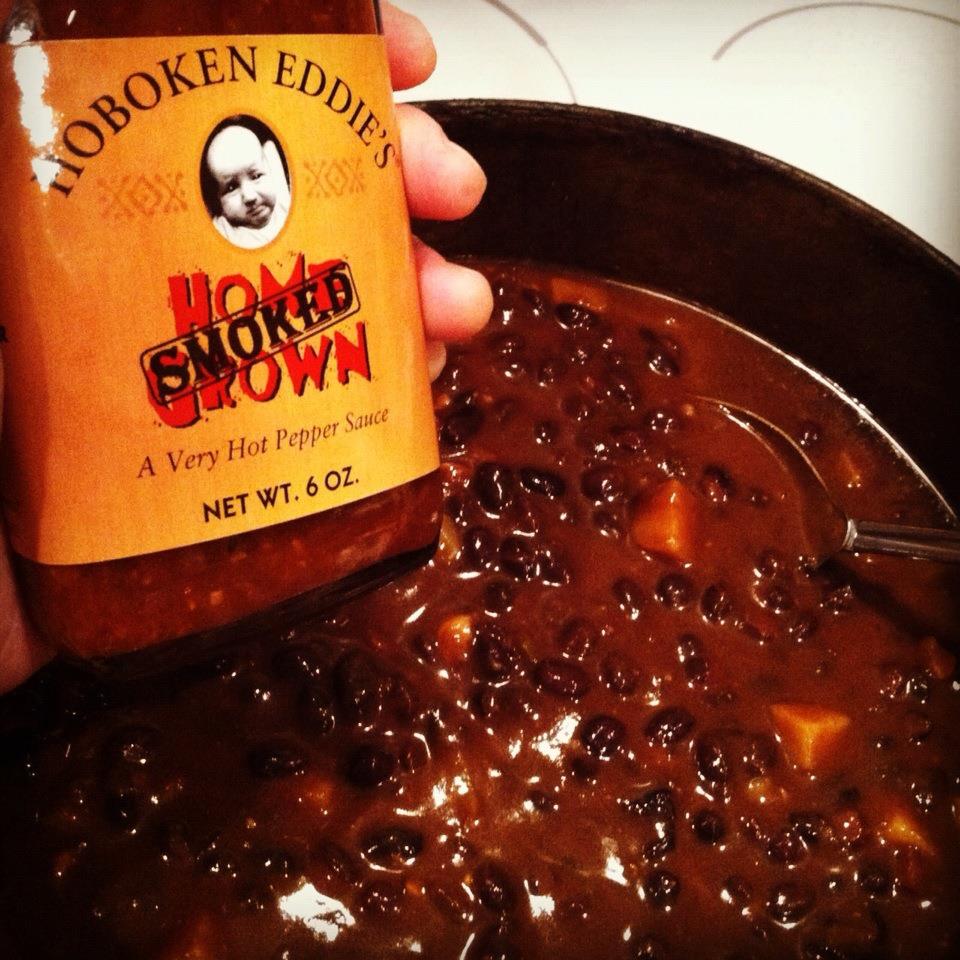 HOBOKEN EDDIE'S
HOME
SMOKED
GROWN
A Very Hot Pepper Sauce
NET WT. 6 OZ.